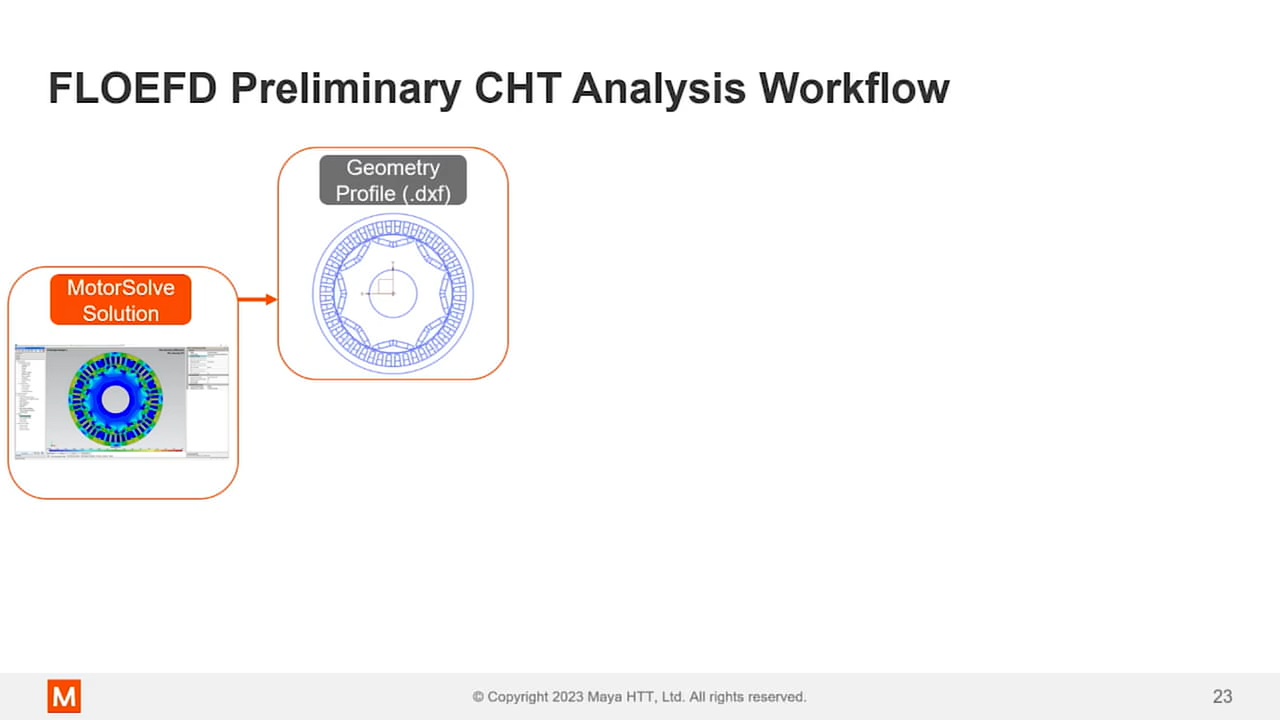 FLOEFD Preliminary CHT Analysis Workflow
Geometry
Profile (.dxf)
MotorSolve
Solution
M
© Copyright 2023 Maya HTT, Ltd. All rights reserved.
23